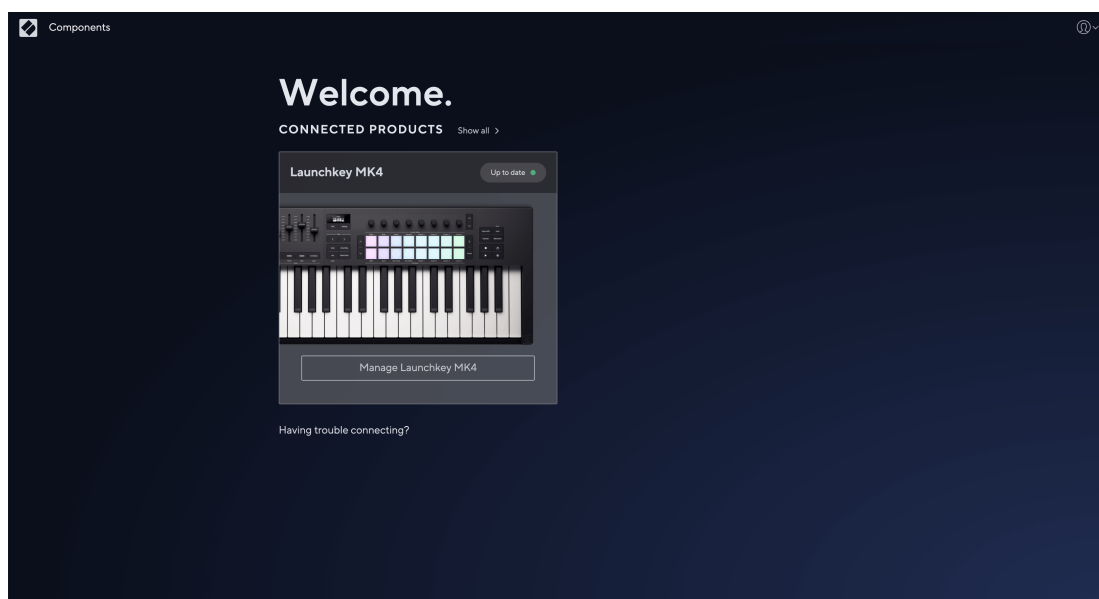 Components
Welcome.
CONNECTED PRODUCTS Show all >
Launchkey MK4 Up to date
Manage Launchkey MK4
Having trouble connecting?